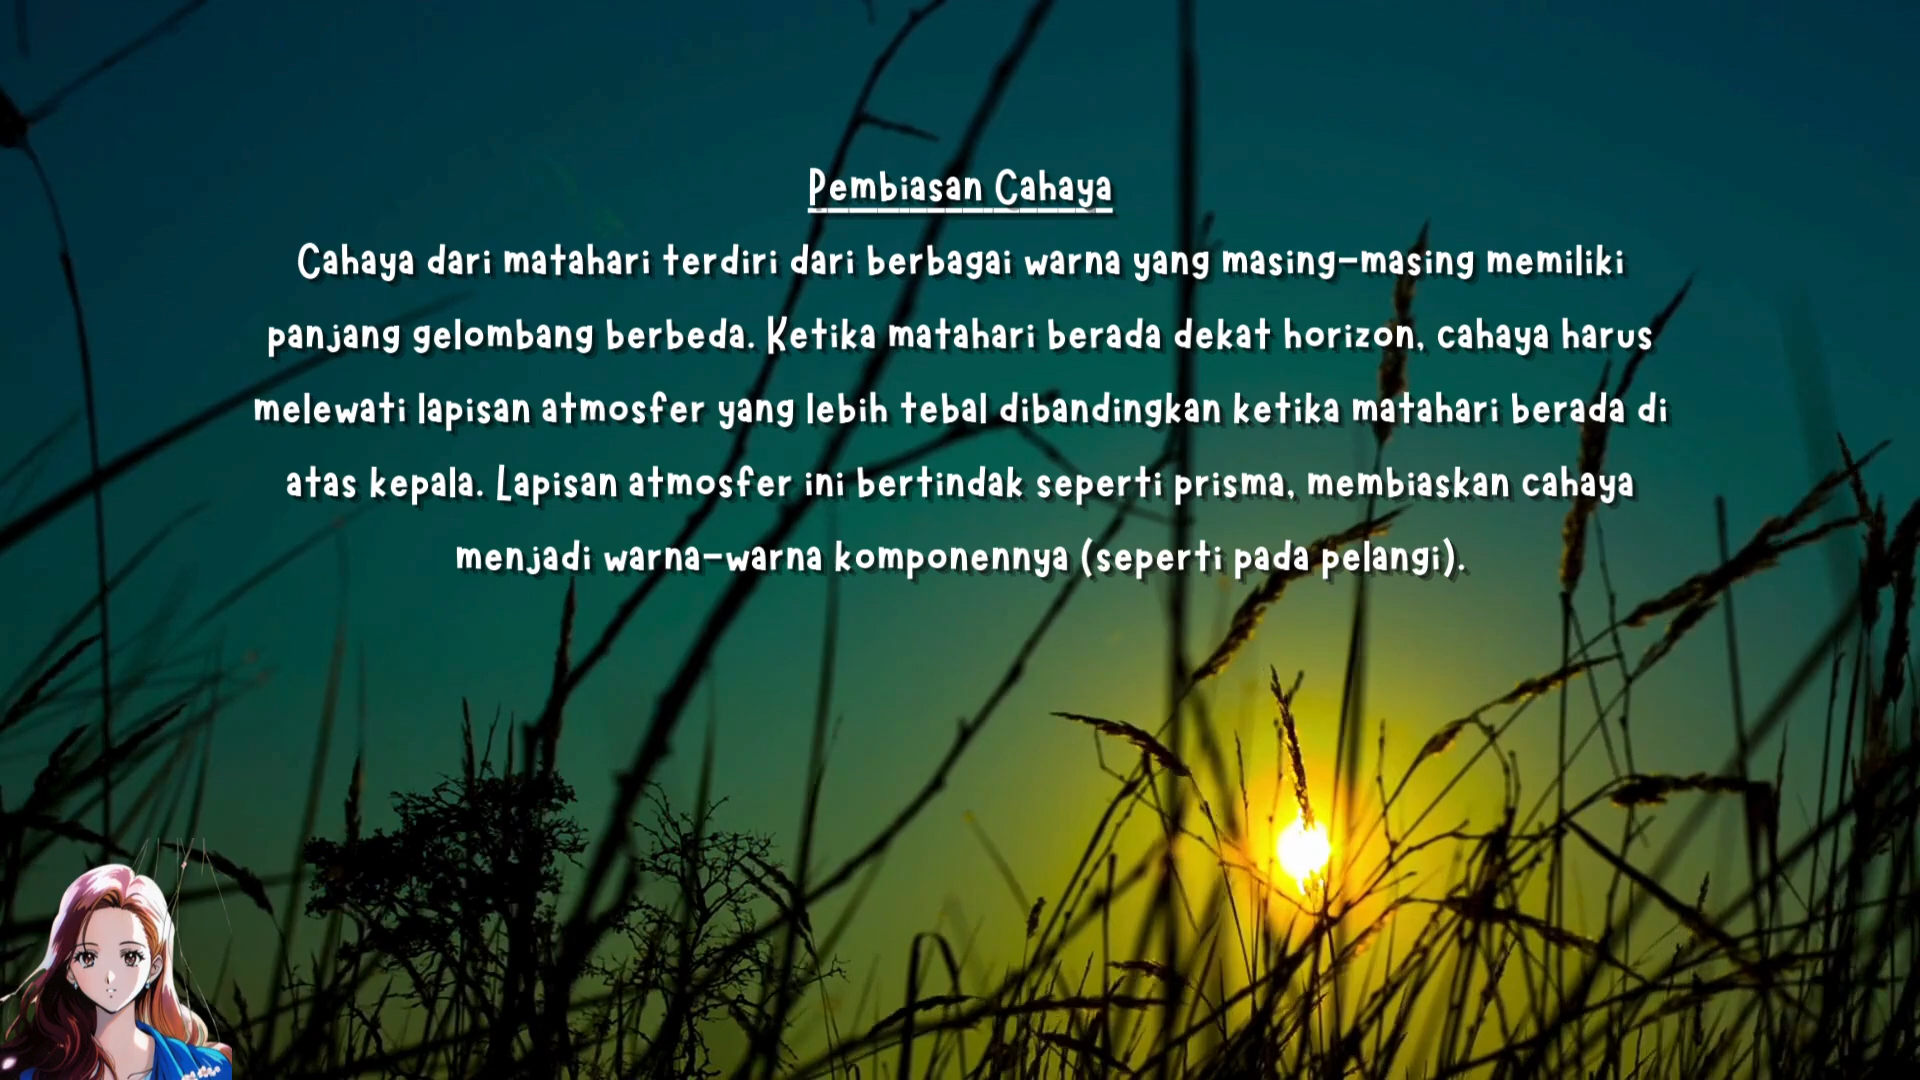 Pembiasan Cahaya
Cahaya dari matahari terdiri dari berbagai warna yang masing-masing memiliki
panjang gelombang berbeda. Ketika matahari berada dekat horizon, cahaya harus
melewati lapisan atmosfer yang lebih tebal dibandingkan ketika matahari berada di
atas kepala. Lapisan atmosfer ini bertindak seperti prisma, membiaskan cahaya
menjadi warna-warna komponennya (seperti pada pelangi).